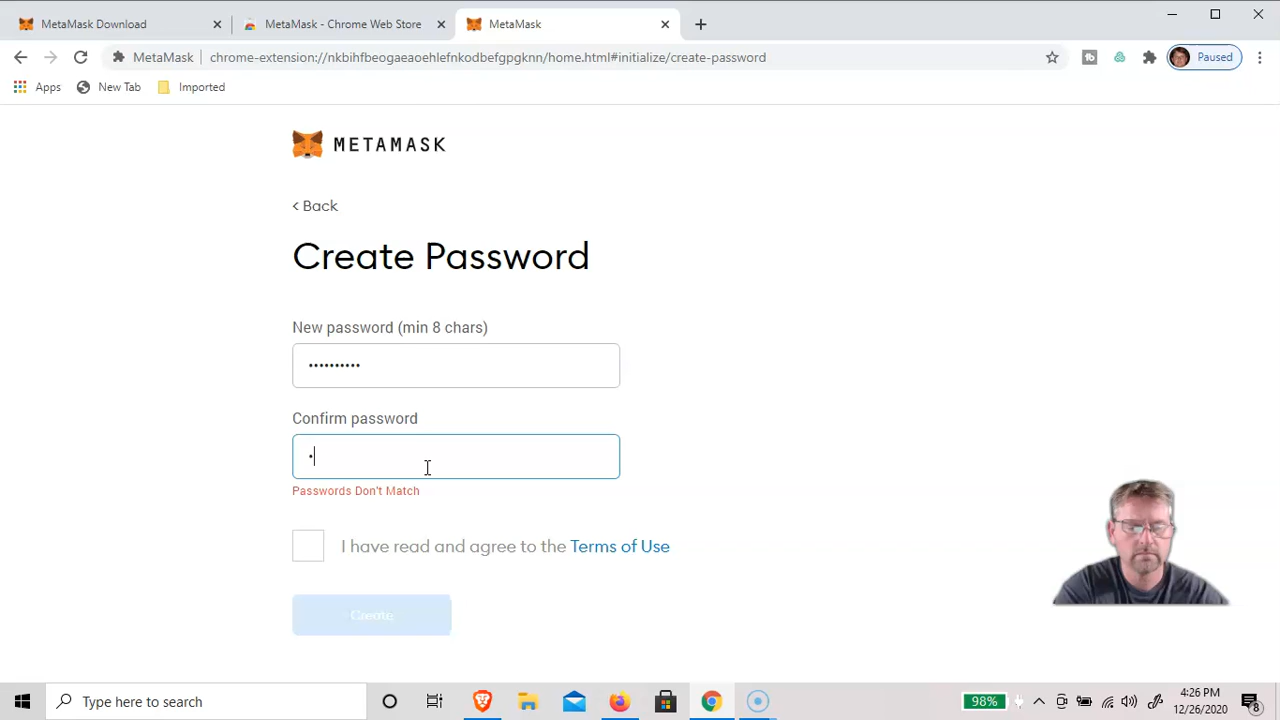 MetaMask Download
MetaMask - Chrome Web Store
MetaMask
MetaMask
chrome-extension://nkbihfbeogaeaoehlefnkodbefgpgknn/home.html#initialize/create-password
Paused
Apps
New Tab
Imported
METAMASK
< Back
Create Password
New password (min 8 chars)
••••••••••
Confirm password
•
Passwords Don't Match
I have read and agree to the Terms of Use
Create
Type here to search
98%
4:26 PM
12/26/2020
8